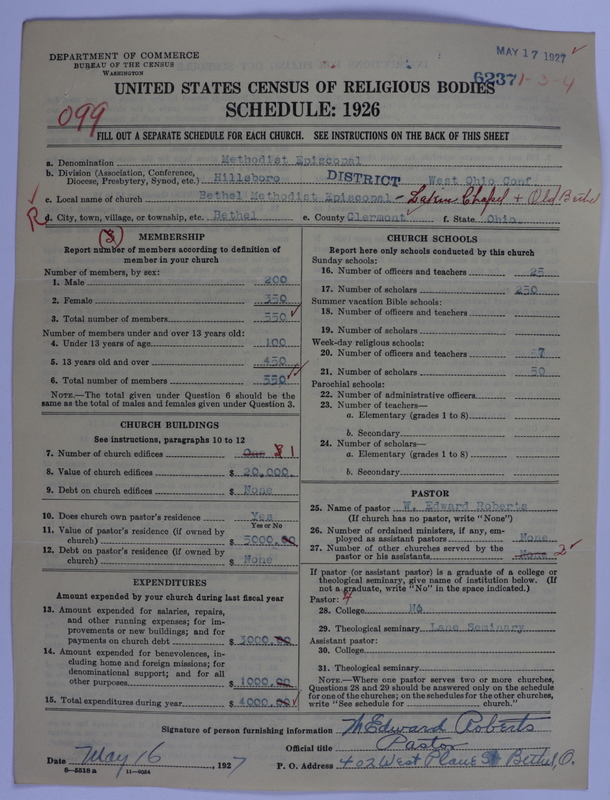 MAY 17 1927
DEPARTMENT OF COMMERCE
BUREAU OF THE CENSUS
WASHINGTON
62371-3-4
UNITED STATES CENSUS OF RELIGIOUS BODIES
SCHEDULE: 1926
099
FILL OUT A SEPARATE SCHEDULE FOR EACH CHURCH. SEE INSTRUCTIONS ON THE BACK OF THIS SHEET
a. Denomination Methodist Episcopal
b. Division (Association, Conference, Diocese, Presbytery, Synod, etc.) Hillsboro DISTRICT West Ohio Conf.
c. Local name of church Bethel Methodist Episcopal - Chapel + Old Bethel
R d. City, town, village, or township, etc. Bethel e. County Clermont f. State Ohio.
(3) MEMBERSHIP
Report number of members according to definition of
member in your church
Number of members, by sex:
1. Male 200
2. Female 350
3. Total number of members 550
Number of members under and over 13 years old:
4. Under 13 years of age 100
5. 13 years old and over 450
6. Total number of members 550
NOTE.—The total given under Question 6 should be the
same as the total of males and females given under Question 3.
CHURCH BUILDINGS
See instructions, paragraphs 10 to 12
7. Number of church edifices One 1
8. Value of church edifices $ 20,000.
9. Debt on church edifices $ None
10. Does church own pastor's residence Yes
Yes or No
11. Value of pastor's residence (if owned by
church) $ 5000.00
12. Debt on pastor's residence (if owned by
church) $ None
EXPENDITURES
Amount expended by your church during last fiscal year
13. Amount expended for salaries, repairs,
and other running expenses; for im-
provements or new buildings; and for
payments on church debt $ 3000.00
14. Amount expended for benevolences, in-
cluding home and foreign missions; for
denominational support; and for all
other purposes $ 1000.00
15. Total expenditures during year $ 4000.00
CHURCH SCHOOLS
Report here only schools conducted by this church
Sunday schools:
16. Number of officers and teachers 25
17. Number of scholars 250
Summer vacation Bible schools:
18. Number of officers and teachers
19. Number of scholars
Week-day religious schools:
20. Number of officers and teachers 7
21. Number of scholars 50
Parochial schools:
22. Number of administrative officers
23. Number of teachers—
a. Elementary (grades 1 to 8)
b. Secondary
24. Number of scholars—
a. Elementary (grades 1 to 8)
b. Secondary
PASTOR
25. Name of pastor W. Edward Roberts
(If church has no pastor, write "None")
26. Number of ordained ministers, if any, em-
ployed as assistant pastors None
27. Number of other churches served by the
pastor or his assistants None 2
If pastor (or assistant pastor) is a graduate of a college or
theological seminary, give name of institution below. (If
not a graduate, write "No" in the space indicated.)
Pastor: 4
28. College No
29. Theological seminary Lane Seminary
Assistant pastor:
30. College
31. Theological seminary
NOTE.—Where one pastor serves two or more churches,
Questions 28 and 29 should be answered only on the schedule
for one of the churches; on the schedules for the other churches,
write "See schedule for church."
Signature of person furnishing information W Edward Roberts
Official title Pastor
Date May 16, 1927 P. O. Address 402 West Plane St Bethel, O.
8—5518 a 11—9054